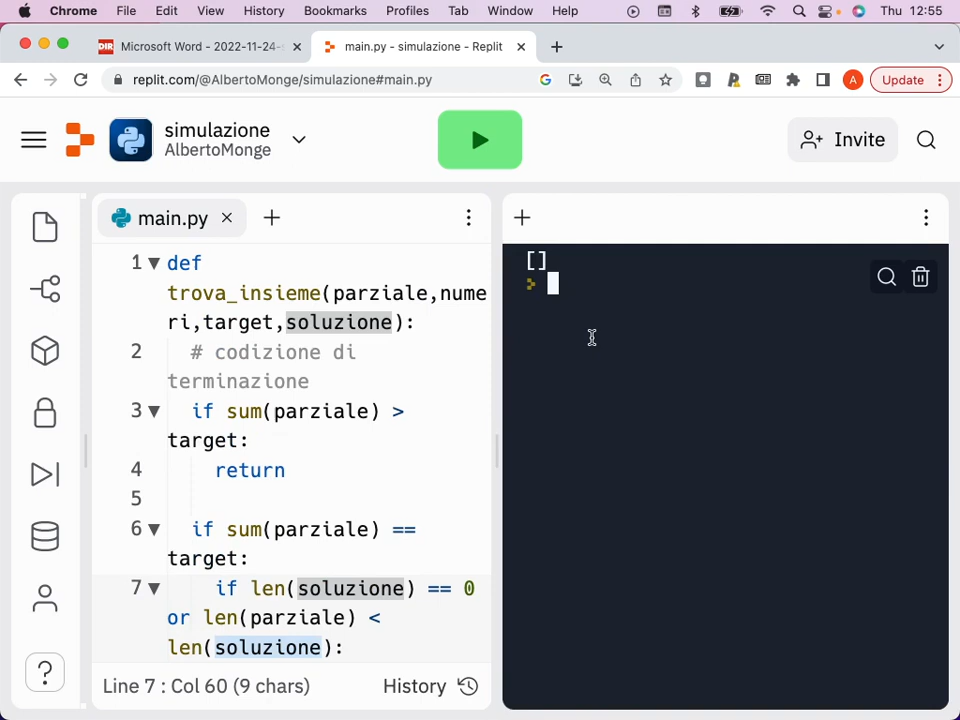 Chrome File Edit View History Bookmarks Profiles Tab Window Help Thu 12:55
DIR Microsoft Word - 2022-11-24- main.py - simulazione - Replit
replit.com/@AlbertoMonge/simulazione#main.py A Update
simulazione
AlbertoMonge
Invite
main.py
1 def
trova_insieme(parziale,nume
ri,target,soluzione):
2 # codizione di
terminazione
3 if sum(parziale) >
target:
4 return
5
6 if sum(parziale) ==
target:
7 if len(soluzione) == 0
or len(parziale) <
len(soluzione):
Line 7 : Col 60 (9 chars) History
[]